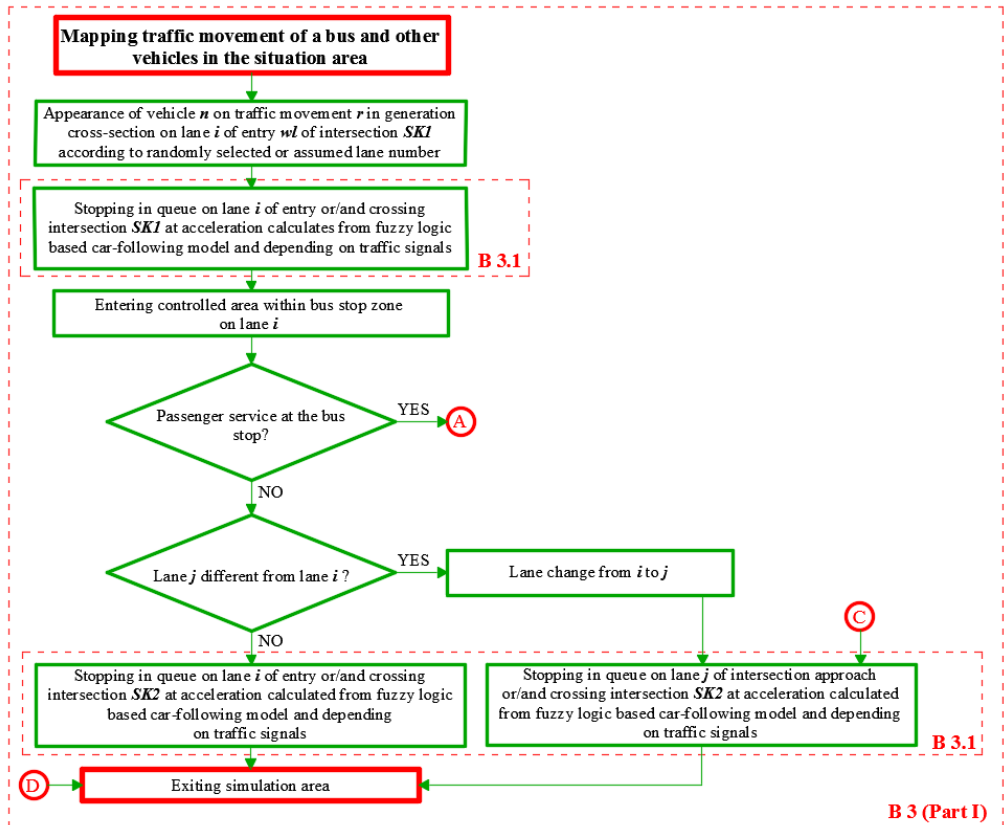 Mapping traffic movement of a bus and other
vehicles in the situation area
Appearance of vehicle n on traffic movement r in generation
cross-section on lane i of entry wl of intersection SK1
according to randomly selected or assumed lane number
Stopping in queue on lane i of entry or/and crossing
intersection SK1 at acceleration calculates from fuzzy logic
based car-following model and depending on traffic signals
B 3.1
Entering controlled area within bus stop zone
on lane i
Passenger service at the bus
stop?
YES
A
NO
Lane j different from lane i ?
YES
Lane change from i to j
C
NO
Stopping in queue on lane i of entry or/and crossing
intersection SK2 at acceleration calculated from fuzzy logic
based car-following model and depending
on traffic signals
Stopping in queue on lane j of intersection approach
or/and crossing intersection SK2 at acceleration calculated
from fuzzy logic based car-following model and depending
on traffic signals
B 3.1
D
Exiting simulation area
B 3 (Part I)